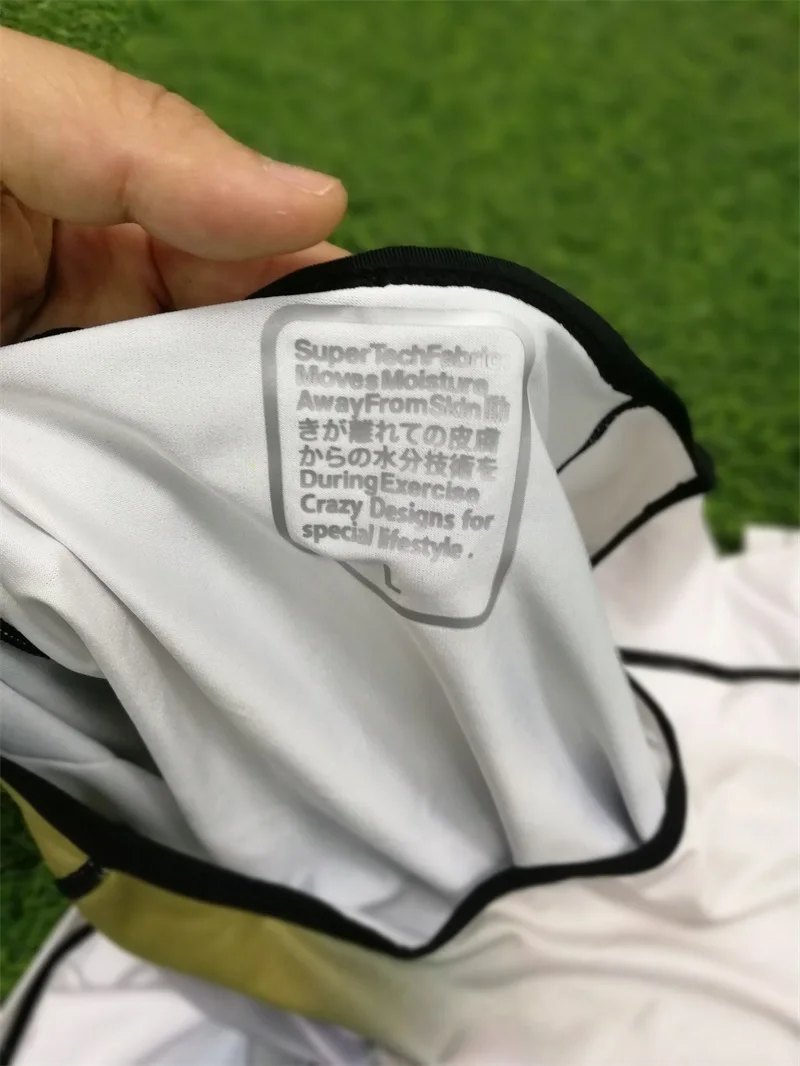 SuperTechFabric
MovesMoisture
AwayFromSkin動
きが離れての皮膚
からの水分技術を
DuringExercise
Crazy Designs for
special lifestyle .
L